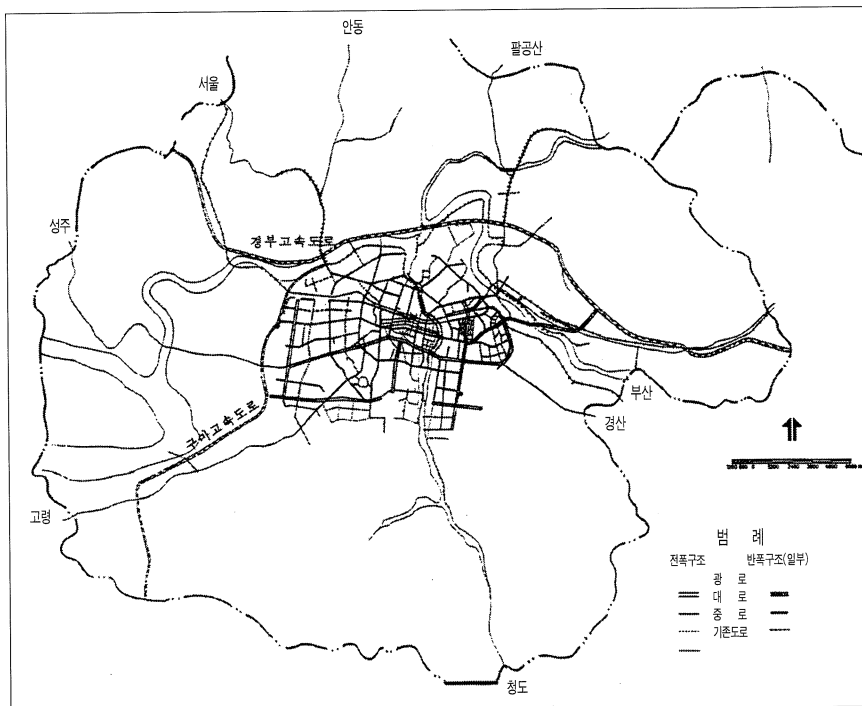 안동
팔공산
서울
성주
경부고속도로
부산
경산
구마고속도로
고령
범 례
전폭구조 반폭구조(일부)
광 로
대 로
중 로
기존도로
청도